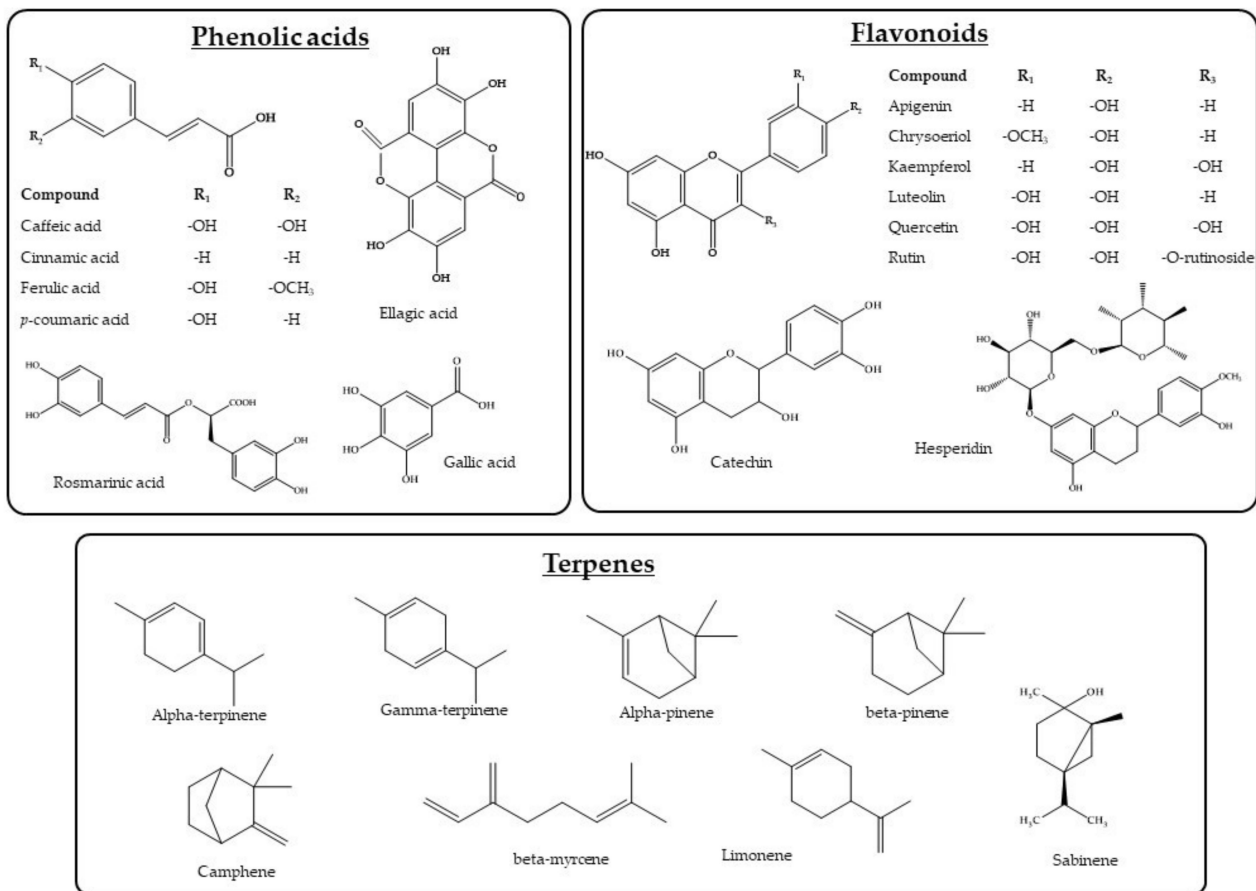 Phenolic acids
R₁
R₂
OH
O
Compound R₁ R₂
Caffeic acid -OH -OH
Cinnamic acid -H -H
Ferulic acid -OH -OCH₃
p-coumaric acid -OH -H
OH
OH
O
O
O
O
HO
OH
Ellagic acid
HO
HO
O
O
COOH
OH
OH
Rosmarinic acid
O
HO
OH
HO
OH
Gallic acid
Flavonoids
R₁
R₂
HO
O
R₃
OH
O
Compound R₁ R₂ R₃
Apigenin -H -OH -H
Chrysoeriol -OCH₃ -OH -H
Kaempferol -H -OH -OH
Luteolin -OH -OH -H
Quercetin -OH -OH -OH
Rutin -OH -OH -O-rutinoside
OH
HO
O
OH
OH
OH
Catechin
OH
HO
O
O
HO
O
O
O
OCH₃
OH
OH
Hesperidin
Terpenes
Alpha-terpinene
Gamma-terpinene
Alpha-pinene
beta-pinene
H₃C
OH
H₃C
CH₃
Sabinene
Camphene
beta-myrcene
Limonene